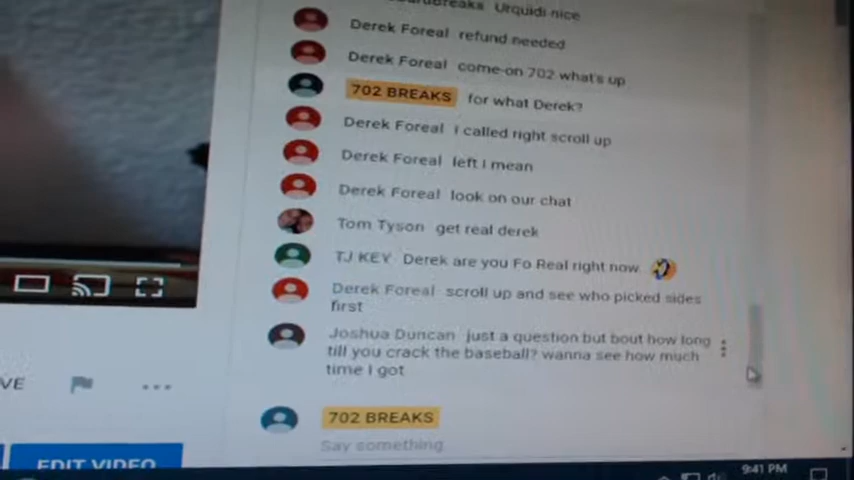 Breaks Urquidi nice
Derek Foreal refund needed
Derek Foreal come-on 702 what's up
702 BREAKS for what Derek?
Derek Foreal i called right scroll up
Derek Foreal left I mean
Derek Foreal look on our chat
Tom Tyson get real derek
TJ KEY Derek are you Fo Real right now.
Derek Foreal scroll up and see who picked sides
first
Joshua Duncan just a question but bout how long
till you crack the baseball? wanna see how much
time I got
VE
702 BREAKS
Say something
EDIT VIDEO
9:41 PM